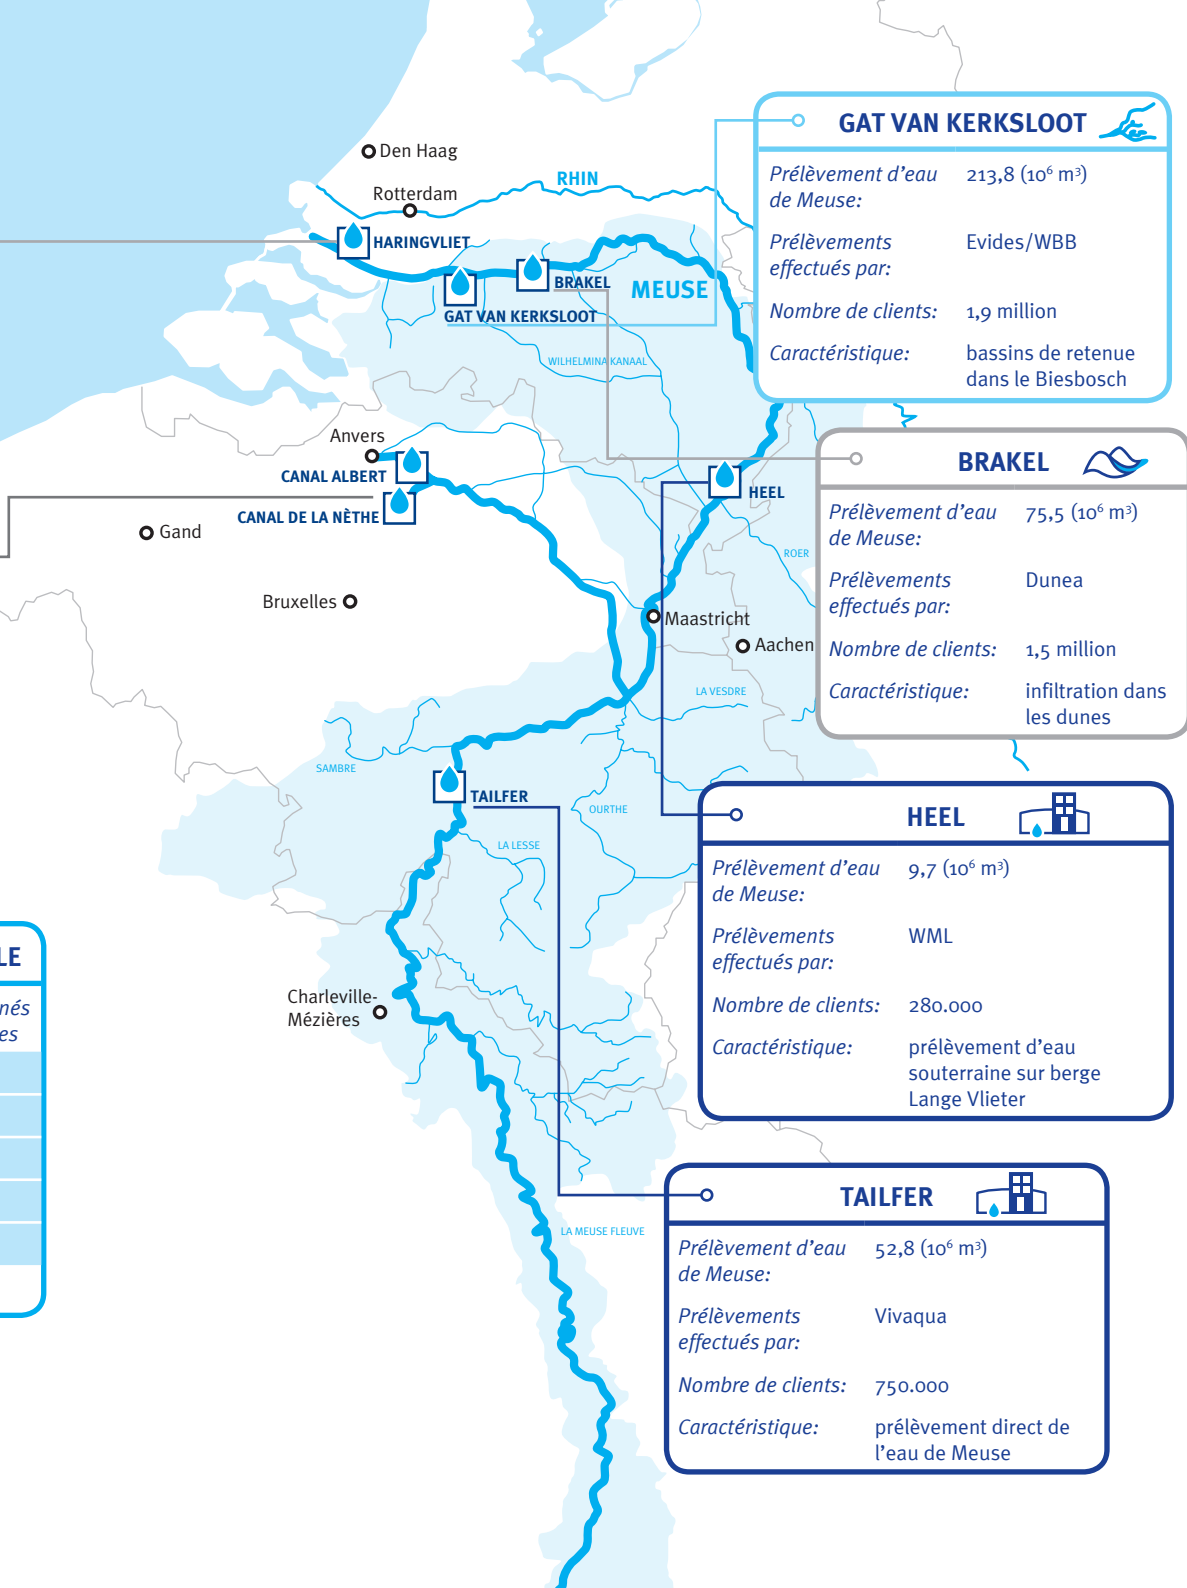 Den Haag
Rotterdam
RHIN
HARINGVLIET
BRAKEL
MEUSE
GAT VAN KERKSLOOT
WILHELMINA KANAAL
Anvers
CANAL ALBERT
CANAL DE LA NÈTHE
HEEL
Gand
ROER
Bruxelles
Maastricht
Aachen
LA VESDRE
SAMBRE
TAILFER
OURTHE
LA LESSE
Charleville-
Mézières
LA MEUSE FLEUVE
LE
nés
es
GAT VAN KERKSLOOT
Prélèvement d'eau 213,8 (10⁶ m³)
de Meuse:
Prélèvements Evides/WBB
effectués par:
Nombre de clients: 1,9 million
Caractéristique: bassins de retenue
dans le Biesbosch
BRAKEL
Prélèvement d'eau 75,5 (10⁶ m³)
de Meuse:
Prélèvements Dunea
effectués par:
Nombre de clients: 1,5 million
Caractéristique: infiltration dans
les dunes
HEEL
Prélèvement d'eau 9,7 (10⁶ m³)
de Meuse:
Prélèvements WML
effectués par:
Nombre de clients: 280.000
Caractéristique: prélèvement d'eau
souterraine sur berge
Lange Vlieter
TAILFER
Prélèvement d'eau 52,8 (10⁶ m³)
de Meuse:
Prélèvements Vivaqua
effectués par:
Nombre de clients: 750.000
Caractéristique: prélèvement direct de
l'eau de Meuse